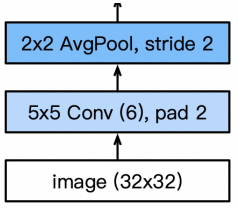 2x2 AvgPool, stride 2
5x5 Conv (6), pad 2
image (32x32)